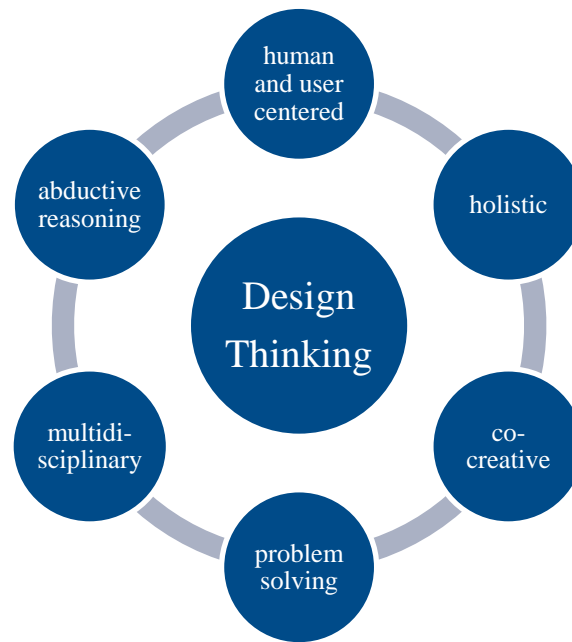 human
and user
centered
abductive
reasoning
holistic
Design
Thinking
multidi-
sciplinary
co-
creative
problem
solving